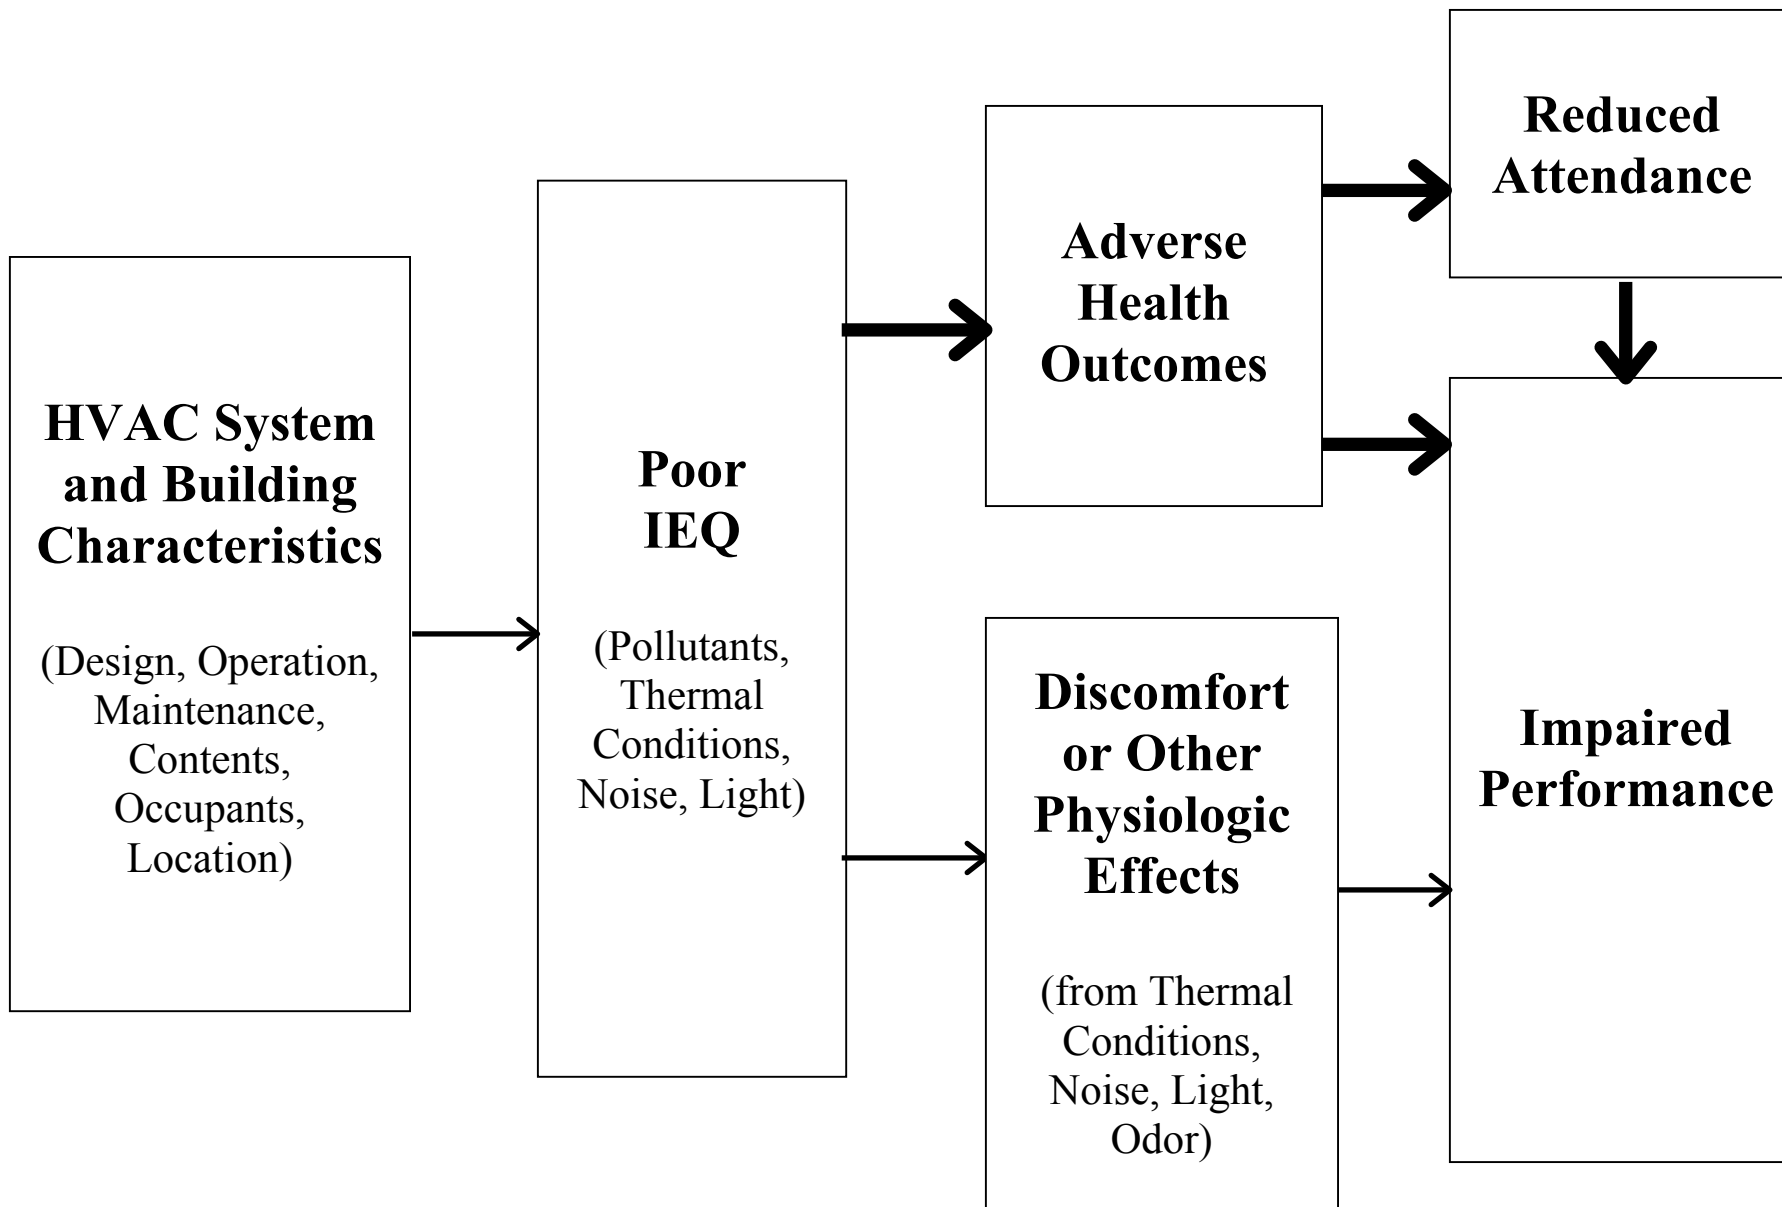 HVAC System
and Building
Characteristics
(Design, Operation,
Maintenance,
Contents,
Occupants,
Location)
Poor
IEQ
(Pollutants,
Thermal
Conditions,
Noise, Light)
Adverse
Health
Outcomes
Discomfort
or Other
Physiologic
Effects
(from Thermal
Conditions,
Noise, Light,
Odor)
Reduced
Attendance
Impaired
Performance